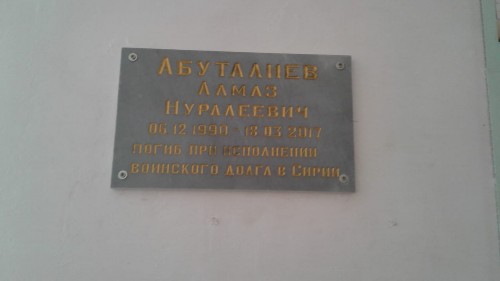 Абуталиев
Алмаз
Нуралеевич
06.12.1990 - 18.03.2017
погиб при исполнении
воинского долга в Сирии